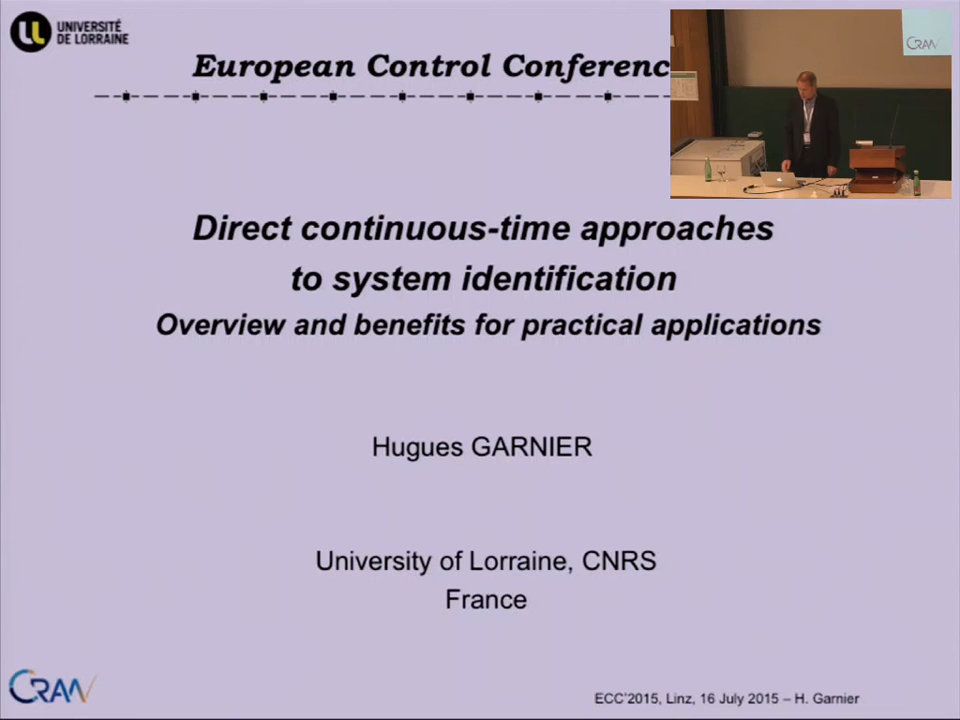 UNIVERSITÉ
DE LORRAINE
European Control Conferenc
CRAN
Direct continuous-time approaches
to system identification
Overview and benefits for practical applications
Hugues GARNIER
University of Lorraine, CNRS
France
CRAN
ECC'2015, Linz, 16 July 2015 – H. Garnier